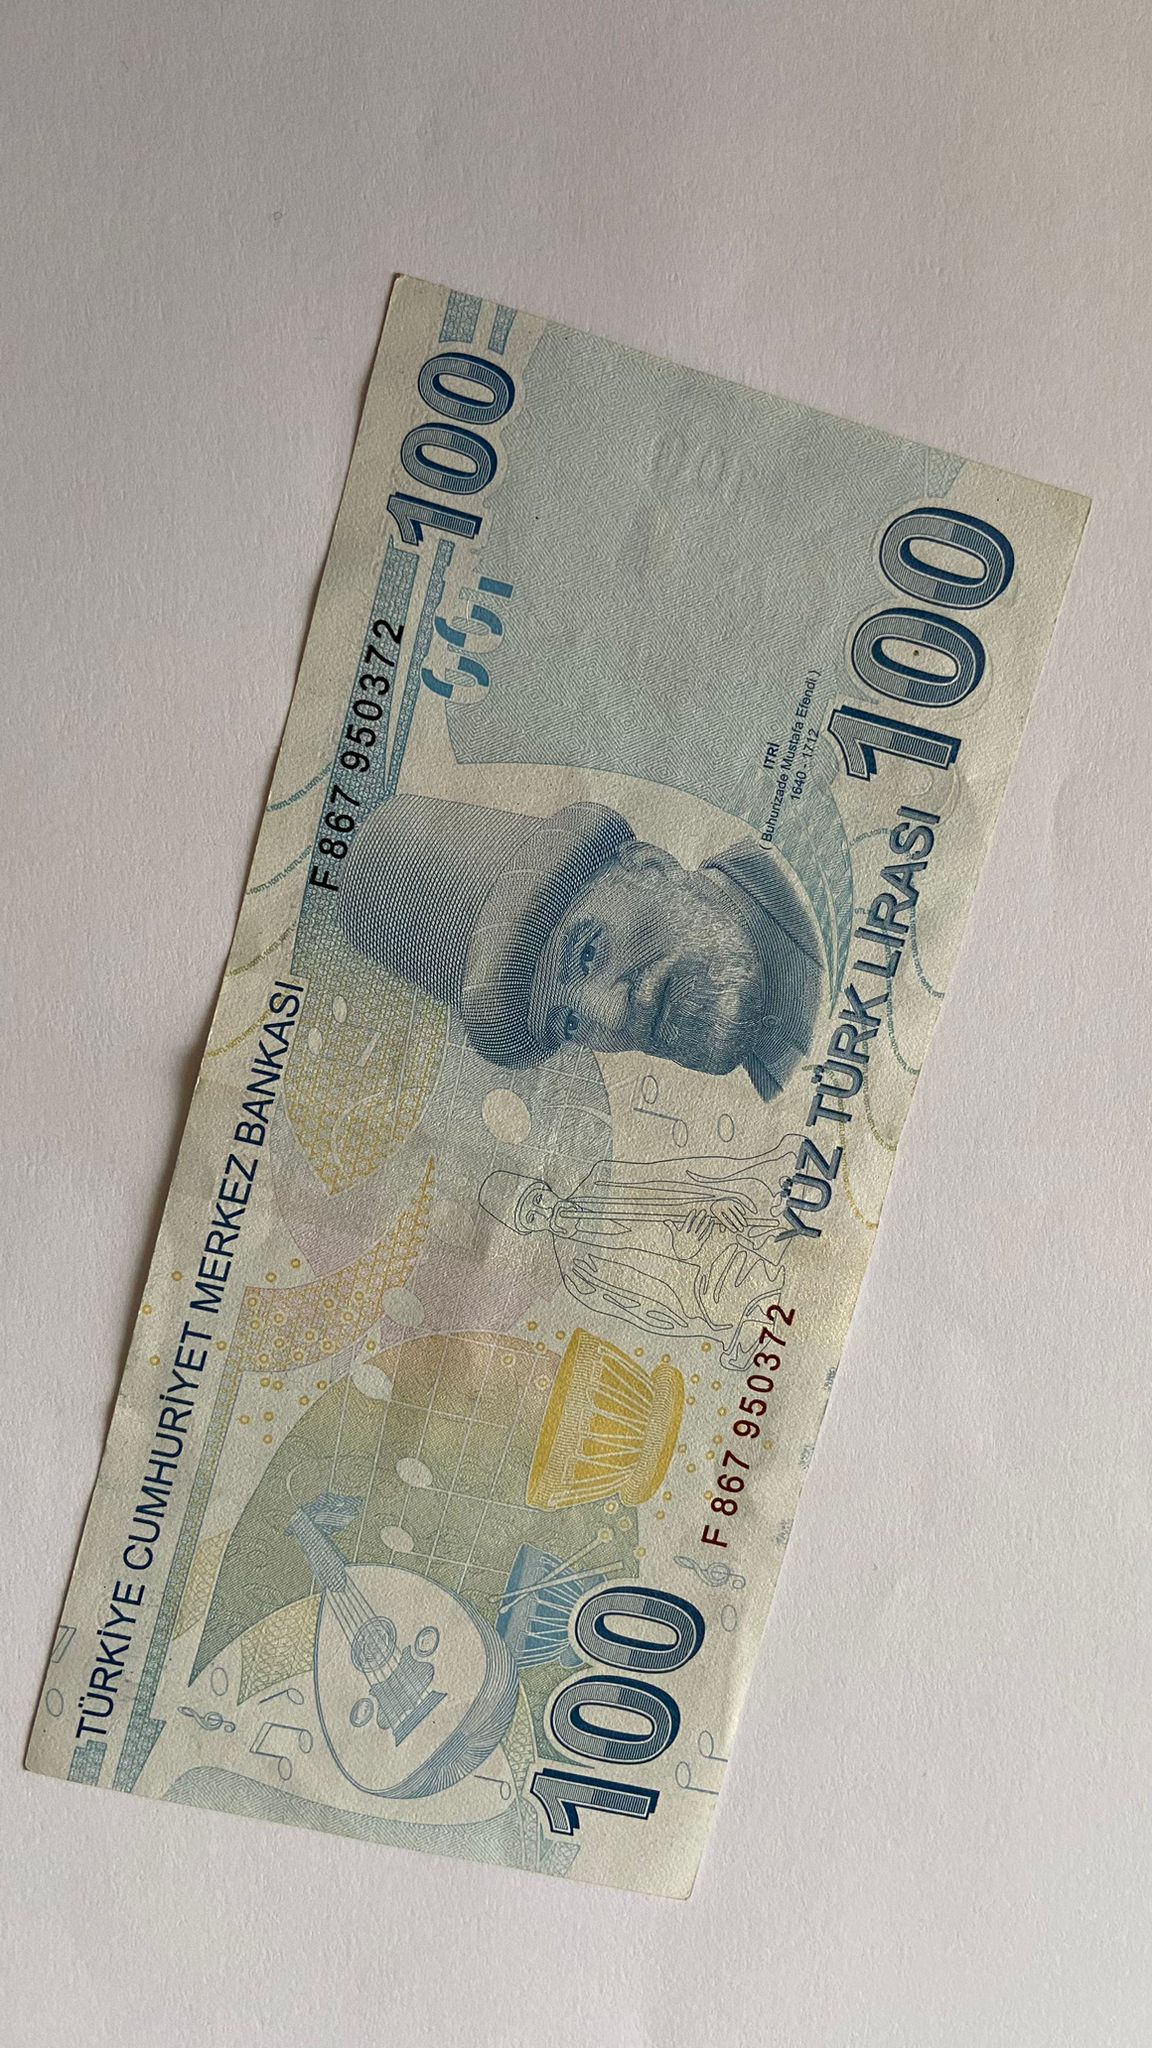 TÜRKİYE CUMHURİYET MERKEZ BANKASI
F 867 950372
100
100
ITRİ
( Buhurizade Mustafa Efendi )
1640 - 1712
F 867 950372
100
YÜZ TÜRK LİRASI
100